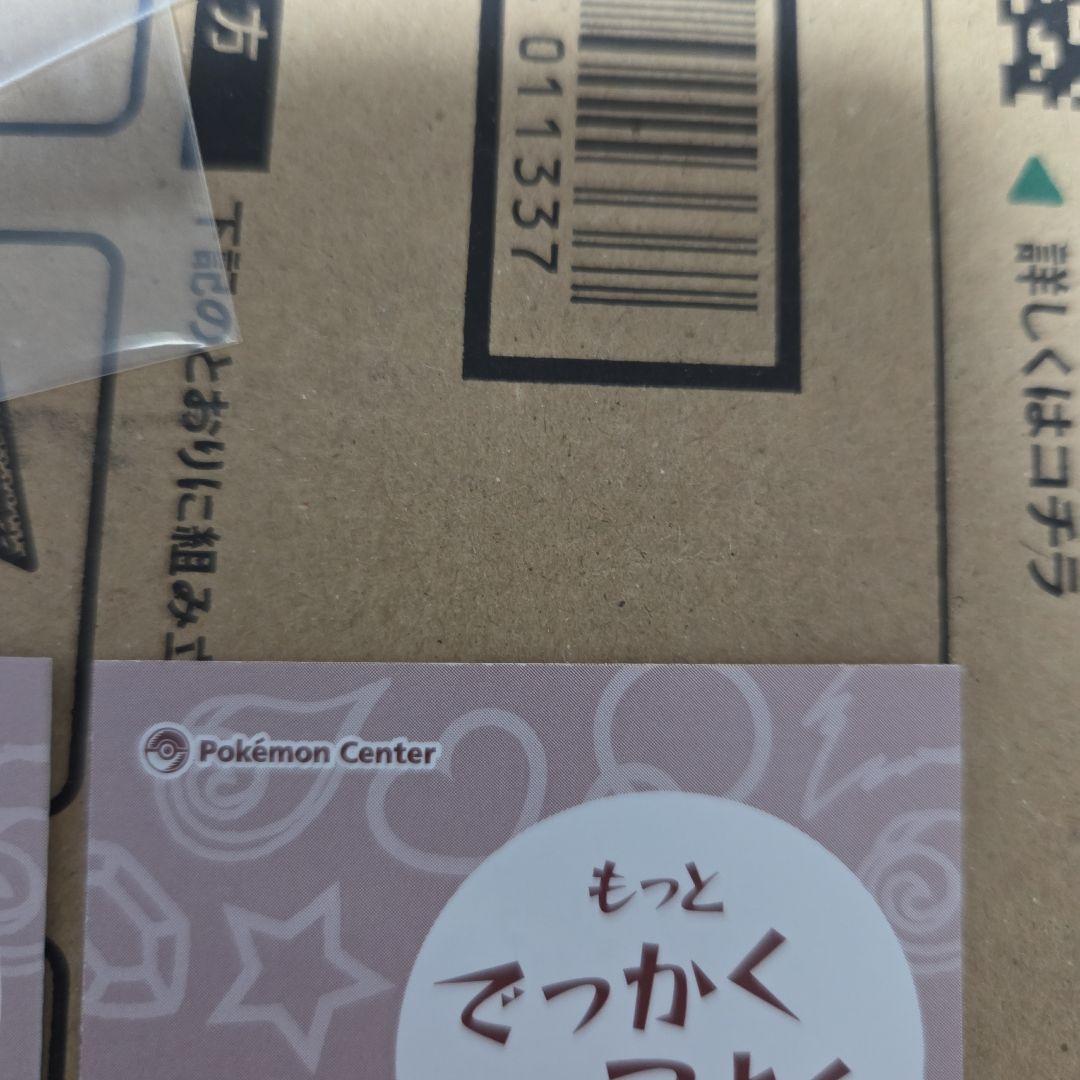 方
下記のとおりに組み立
011337
詳しくはコチラ
Pokémon Center
もっと
でっかく